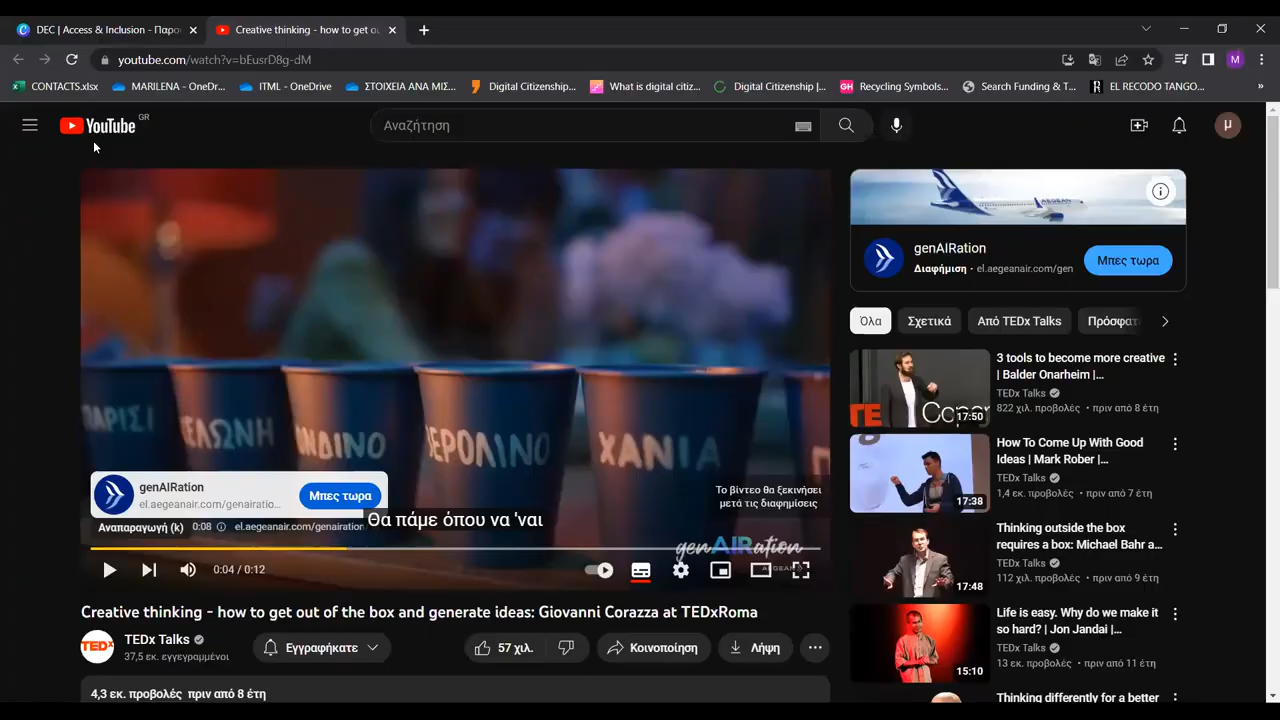 DEC | Access & Inclusion - Παρο
Creative thinking - how to get ou
youtube.com/watch?v=bEusrD8g-dM
M
CONTACTS.xlsx
MARILENA - OneDr...
ITML - OneDrive
ΣΤΟΙΧΕΙΑ ΑΝΑ ΜΙΣ...
Digital Citizenship...
What is digital citiz...
Digital Citizenship |...
GH Recycling Symbols...
Search Funding & T...
EL RECODO TANGO...
»
YouTube GR
Αναζήτηση
μ
ΠΑΡΙΣΙ
ΒΕΡΟΛΙΝΟ
ΧΑΝΙΑ
genAIRation
el.aegeanair.com/genairatio...
Μπες τωρα
Το βίντεο θα ξεκινήσει
μετά τις διαφημίσεις
Αναπαραγωγή (k) 0:08 el.aegeanair.com/genairation
Θα πάμε όπου να 'ναι
genAIRation
AEGEAN
0:04 / 0:12
Creative thinking - how to get out of the box and generate ideas: Giovanni Corazza at TEDxRoma
TEDx
TEDx Talks
37,5 εκ. εγγεγραμμένοι
Εγγραφήκατε
57 χιλ.
Κοινοποίηση
Λήψη
4,3 εκ. προβολές πριν από 8 έτη
AEGEAN
genAIRation
Διαφήμιση · el.aegeanair.com/gen
Μπες τωρα
Όλα
Σχετικά
Από TEDx Talks
Πρόσφατ
3 tools to become more creative
| Balder Onarheim |...
TEDx Talks
822 χιλ. προβολές · πριν από 8 έτη
17:50
How To Come Up With Good
Ideas | Mark Rober |...
TEDx Talks
1,4 εκ. προβολές · πριν από 7 έτη
17:38
Thinking outside the box
requires a box: Michael Bahr a...
TEDx Talks
112 χιλ. προβολές · πριν από 9 έτη
17:48
Life is easy. Why do we make it
so hard? | Jon Jandai |...
TEDx Talks
13 εκ. προβολές · πριν από 11 έτη
15:10
Thinking differently for a better